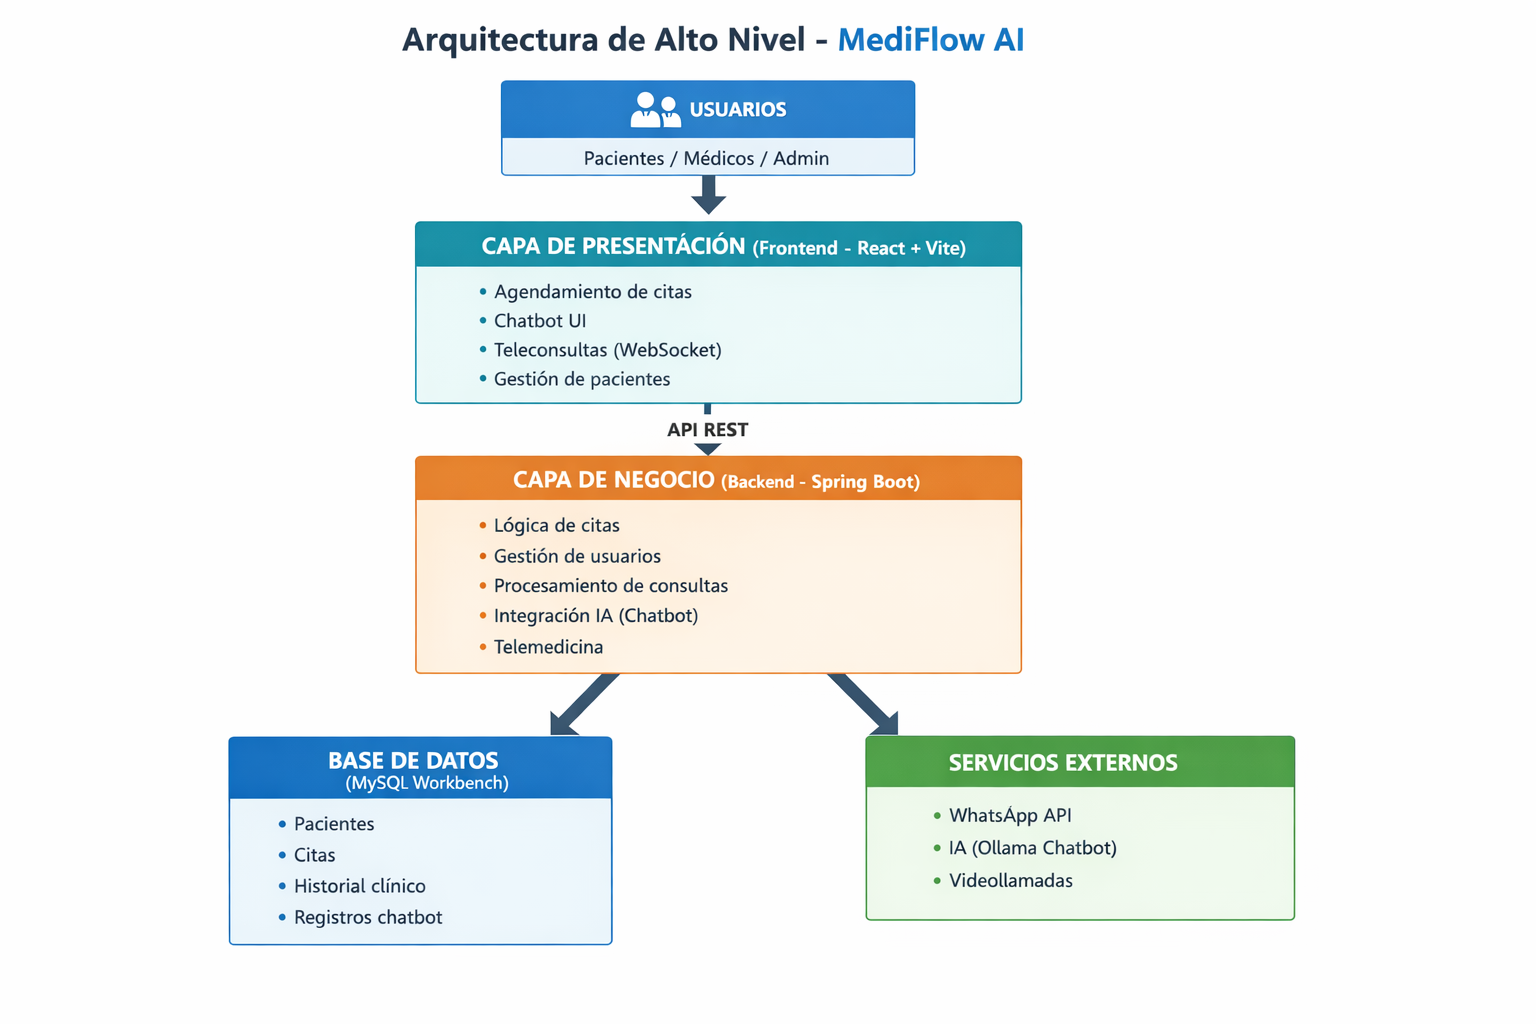 Arquitectura de Alto Nivel - MediFlow AI
USUARIOS
Pacientes / Médicos / Admin
CAPA DE PRESENTÁCIÓN (Frontend - React + Vite)
• Agendamiento de citas
• Chatbot UI
• Teleconsultas (WebSocket)
• Gestión de pacientes
API REST
CAPA DE NEGOCIO (Backend - Spring Boot)
• Lógica de citas
• Gestión de usuarios
• Procesamiento de consultas
• Integración IA (Chatbot)
• Telemedicina
BASE DE DATOS
(MySQL Workbench)
• Pacientes
• Citas
• Historial clínico
• Registros chatbot
SERVICIOS EXTERNOS
• WhatsÁpp API
• IA (Ollama Chatbot)
• Videollamadas